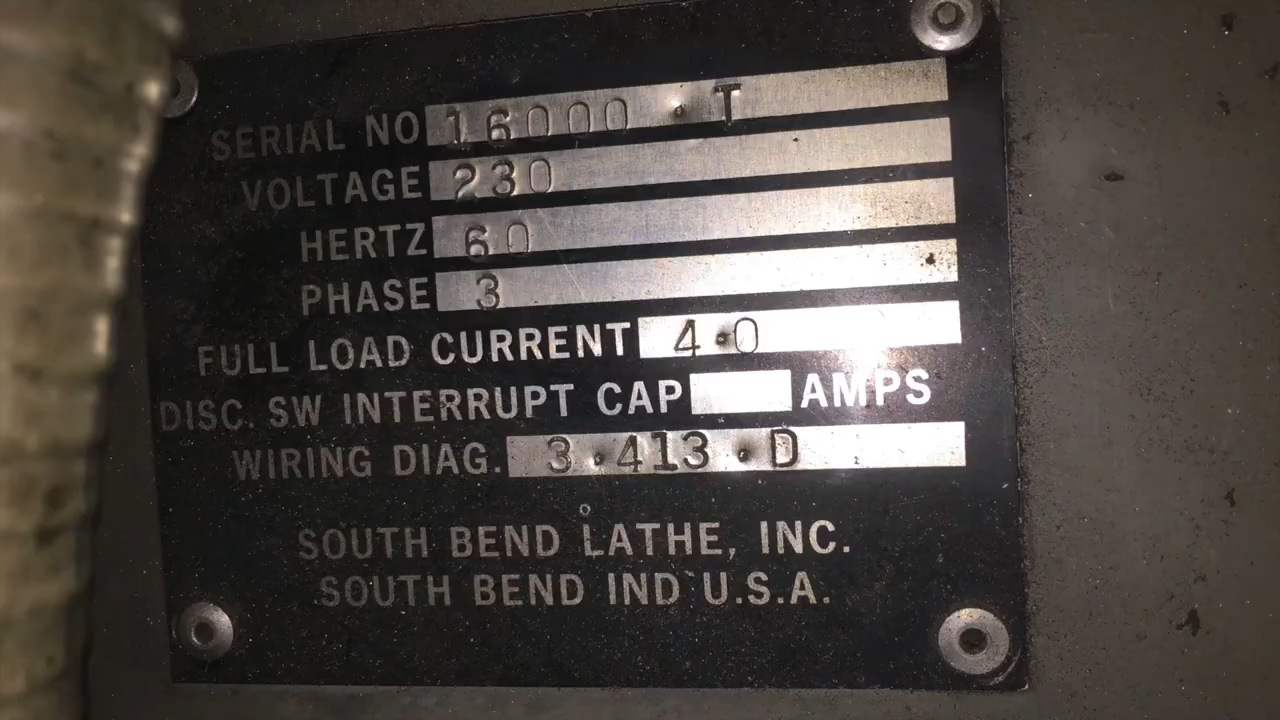 SERIAL NO 16000 · T
VOLTAGE 230
HERTZ 60
PHASE 3
FULL LOAD CURRENT 4·0
DISC. SW INTERRUPT CAP AMPS
WIRING DIAG. 3·413·D
SOUTH BEND LATHE, INC.
SOUTH BEND IND U.S.A.